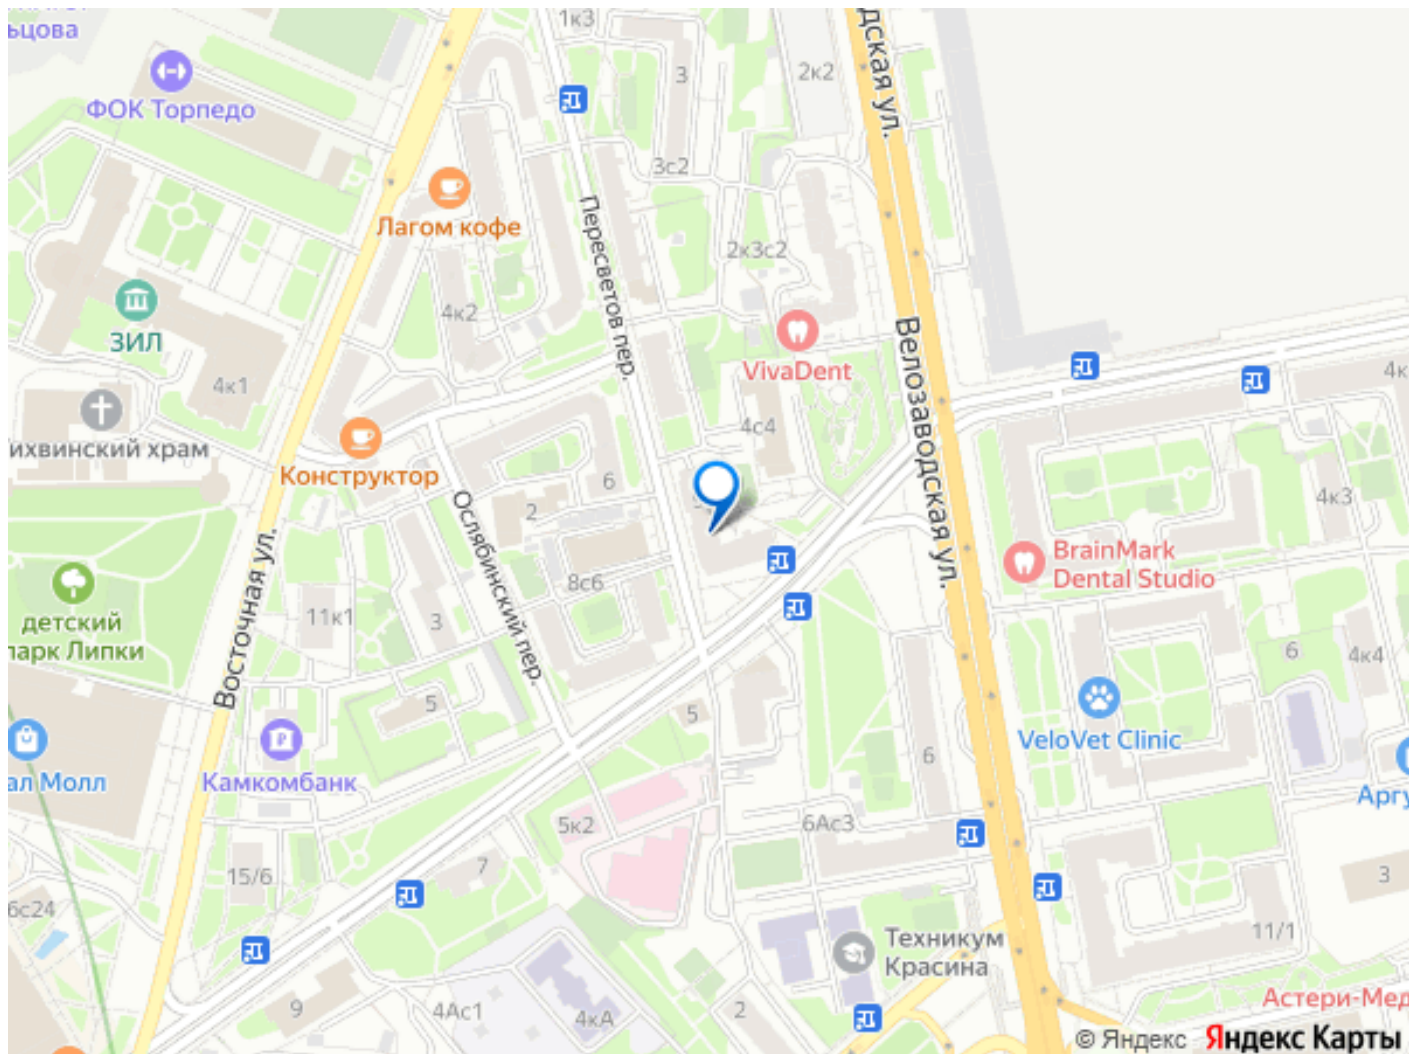 ьцова
1к3
ФОК Торпедо
3
2к2
дская ул.
3с2
Лагом кофе
Пересветов пер.
2к3с2
4к2
ЗИЛ
VivaDent
Велозаводская ул.
4к1
4к
4с4
ихвинский храм
Конструктор
6
4к3
Ослябинский пер.
2
BrainMark
Dental Studio
8с6
Восточная ул.
11к1
3
детский
парк Липки
6
4к4
5
5
VeloVet Clinic
6
ал Молл
Камкомбанк
Аргу
5к2
6Ас3
7
15/6
3
6с24
11/1
Техникум
Красина
9
4Ас1
4кА
2
Астери-Мед
© Яндекс Яндекс Карты